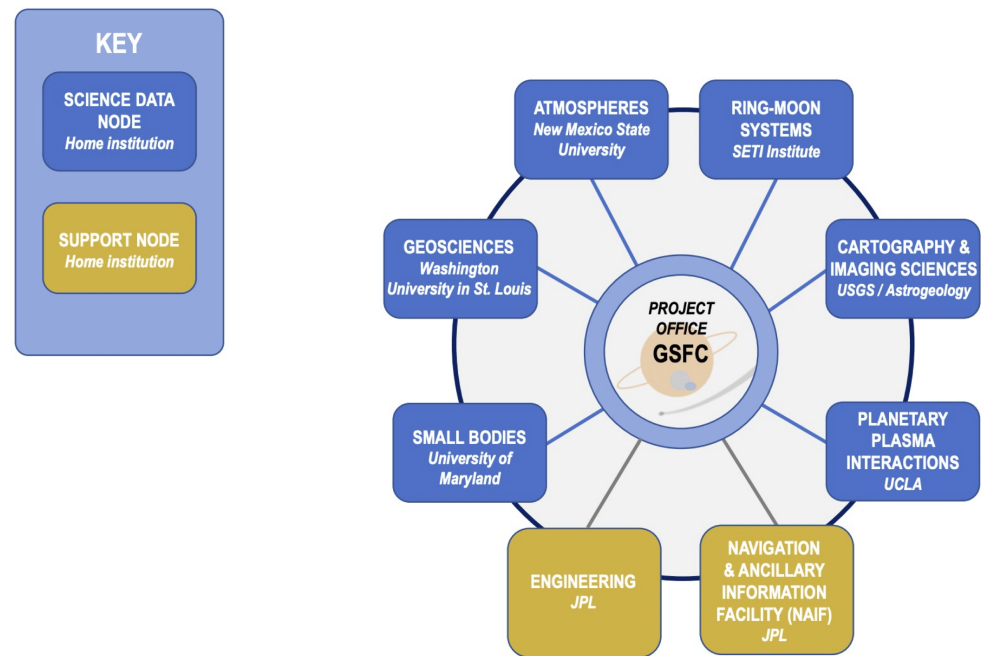 KEY
SCIENCE DATA
NODE
Home institution
SUPPORT NODE
Home institution
ATMOSPHERES
New Mexico State
University
RING-MOON
SYSTEMS
SETI Institute
GEOSCIENCES
Washington
University in St. Louis
CARTOGRAPHY &
IMAGING SCIENCES
USGS / Astrogeology
PROJECT
OFFICE
GSFC
SMALL BODIES
University of
Maryland
PLANETARY
PLASMA
INTERACTIONS
UCLA
ENGINEERING
JPL
NAVIGATION
& ANCILLARY
INFORMATION
FACILITY (NAIF)
JPL